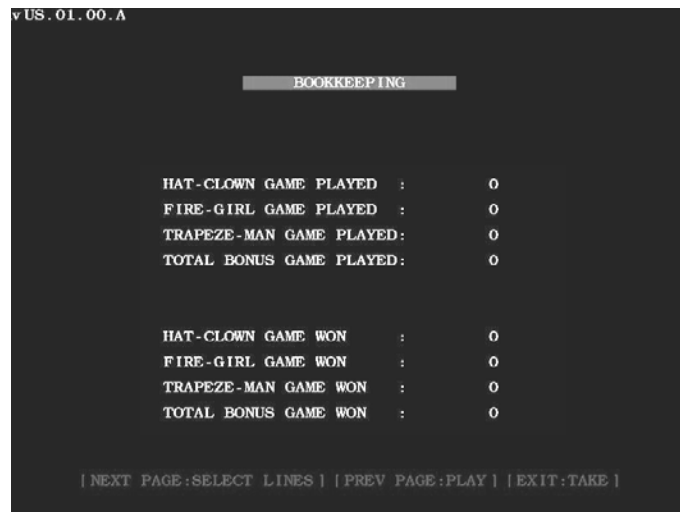 vUS.01.00.A
BOOKKEEPING
HAT-CLOWN GAME PLAYED : 0
FIRE-GIRL GAME PLAYED : 0
TRAPEZE-MAN GAME PLAYED: 0
TOTAL BONUS GAME PLAYED: 0
HAT-CLOWN GAME WON : 0
FIRE-GIRL GAME WON : 0
TRAPEZE-MAN GAME WON : 0
TOTAL BONUS GAME WON : 0
[NEXT PAGE:SELECT LINES] [PREV PAGE:PLAY] [EXIT:TAKE]